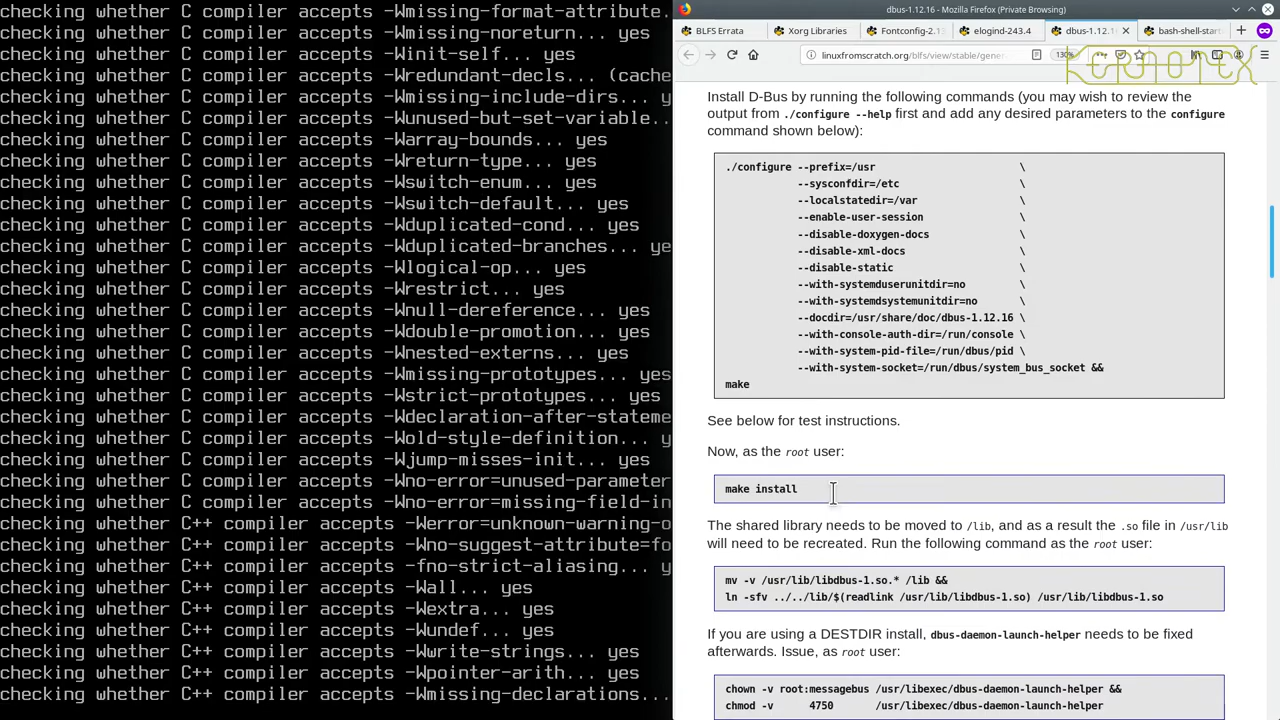 checking whether C compiler accepts -Wmissing-format-attribute.
checking whether C compiler accepts -Wmissing-noreturn... yes
checking whether C compiler accepts -Winit-self... yes
checking whether C compiler accepts -Wredundant-decls... (cache
checking whether C compiler accepts -Wmissing-include-dirs... y
checking whether C compiler accepts -Wunused-but-set-variable..
checking whether C compiler accepts -Warray-bounds... yes
checking whether C compiler accepts -Wreturn-type... yes
checking whether C compiler accepts -Wswitch-enum... yes
checking whether C compiler accepts -Wswitch-default... yes
checking whether C compiler accepts -Wduplicated-cond... yes
checking whether C compiler accepts -Wduplicated-branches... ye
checking whether C compiler accepts -Wlogical-op... yes
checking whether C compiler accepts -Wrestrict... yes
checking whether C compiler accepts -Wnull-dereference... yes
checking whether C compiler accepts -Wdouble-promotion... yes
checking whether C compiler accepts -Wnested-externs... yes
checking whether C compiler accepts -Wmissing-prototypes... yes
checking whether C compiler accepts -Wstrict-prototypes... yes
checking whether C compiler accepts -Wdeclaration-after-stateme
checking whether C compiler accepts -Wold-style-definition... y
checking whether C compiler accepts -Wjump-misses-init... yes
checking whether C compiler accepts -Wno-error=unused-parameter
checking whether C compiler accepts -Wno-error=missing-field-in
checking whether C++ compiler accepts -Werror=unknown-warning-o
checking whether C++ compiler accepts -Wno-suggest-attribute=fo
checking whether C++ compiler accepts -fno-strict-aliasing... y
checking whether C++ compiler accepts -Wall... yes
checking whether C++ compiler accepts -Wextra... yes
checking whether C++ compiler accepts -Wundef... yes
checking whether C++ compiler accepts -Wwrite-strings... yes
checking whether C++ compiler accepts -Wpointer-arith... yes
checking whether C++ compiler accepts -Wmissing-declarations...
dbus-1.12.16 - Mozilla Firefox (Private Browsing)
BLFS Errata Xorg Libraries Fontconfig-2.13 elogind-243.4 dbus-1.12.1 bash-shell-start
linuxfromscratch.org/blfs/view/stable/gener 130%
KERNOTEX
Install D-Bus by running the following commands (you may wish to review the
output from ./configure --help first and add any desired parameters to the configure
command shown below):
./configure --prefix=/usr \
--sysconfdir=/etc \
--localstatedir=/var \
--enable-user-session \
--disable-doxygen-docs \
--disable-xml-docs \
--disable-static \
--with-systemduserunitdir=no \
--with-systemdsystemunitdir=no \
--docdir=/usr/share/doc/dbus-1.12.16 \
--with-console-auth-dir=/run/console \
--with-system-pid-file=/run/dbus/pid \
--with-system-socket=/run/dbus/system_bus_socket &&
make
See below for test instructions.
Now, as the root user:
make install
The shared library needs to be moved to /lib, and as a result the .so file in /usr/lib
will need to be recreated. Run the following command as the root user:
mv -v /usr/lib/libdbus-1.so.* /lib &&
ln -sfv ../../lib/$(readlink /usr/lib/libdbus-1.so) /usr/lib/libdbus-1.so
If you are using a DESTDIR install, dbus-daemon-launch-helper needs to be fixed
afterwards. Issue, as root user:
chown -v root:messagebus /usr/libexec/dbus-daemon-launch-helper &&
chmod -v 4750 /usr/libexec/dbus-daemon-launch-helper